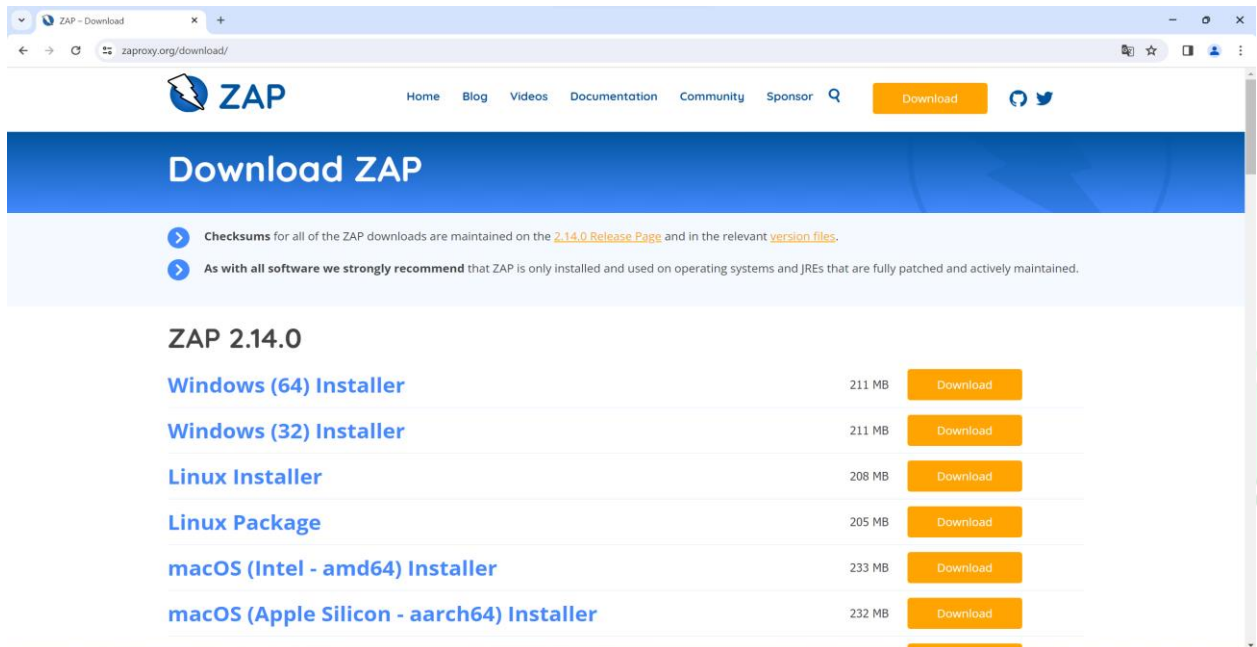 ZAP – Download
zaproxy.org/download/
ZAP
Home Blog Videos Documentation Community Sponsor Download
Download ZAP
Checksums for all of the ZAP downloads are maintained on the 2.14.0 Release Page and in the relevant version files.
As with all software we strongly recommend that ZAP is only installed and used on operating systems and JREs that are fully patched and actively maintained.
ZAP 2.14.0
Windows (64) Installer 211 MB Download
Windows (32) Installer 211 MB Download
Linux Installer 208 MB Download
Linux Package 205 MB Download
macOS (Intel - amd64) Installer 233 MB Download
macOS (Apple Silicon - aarch64) Installer 232 MB Download